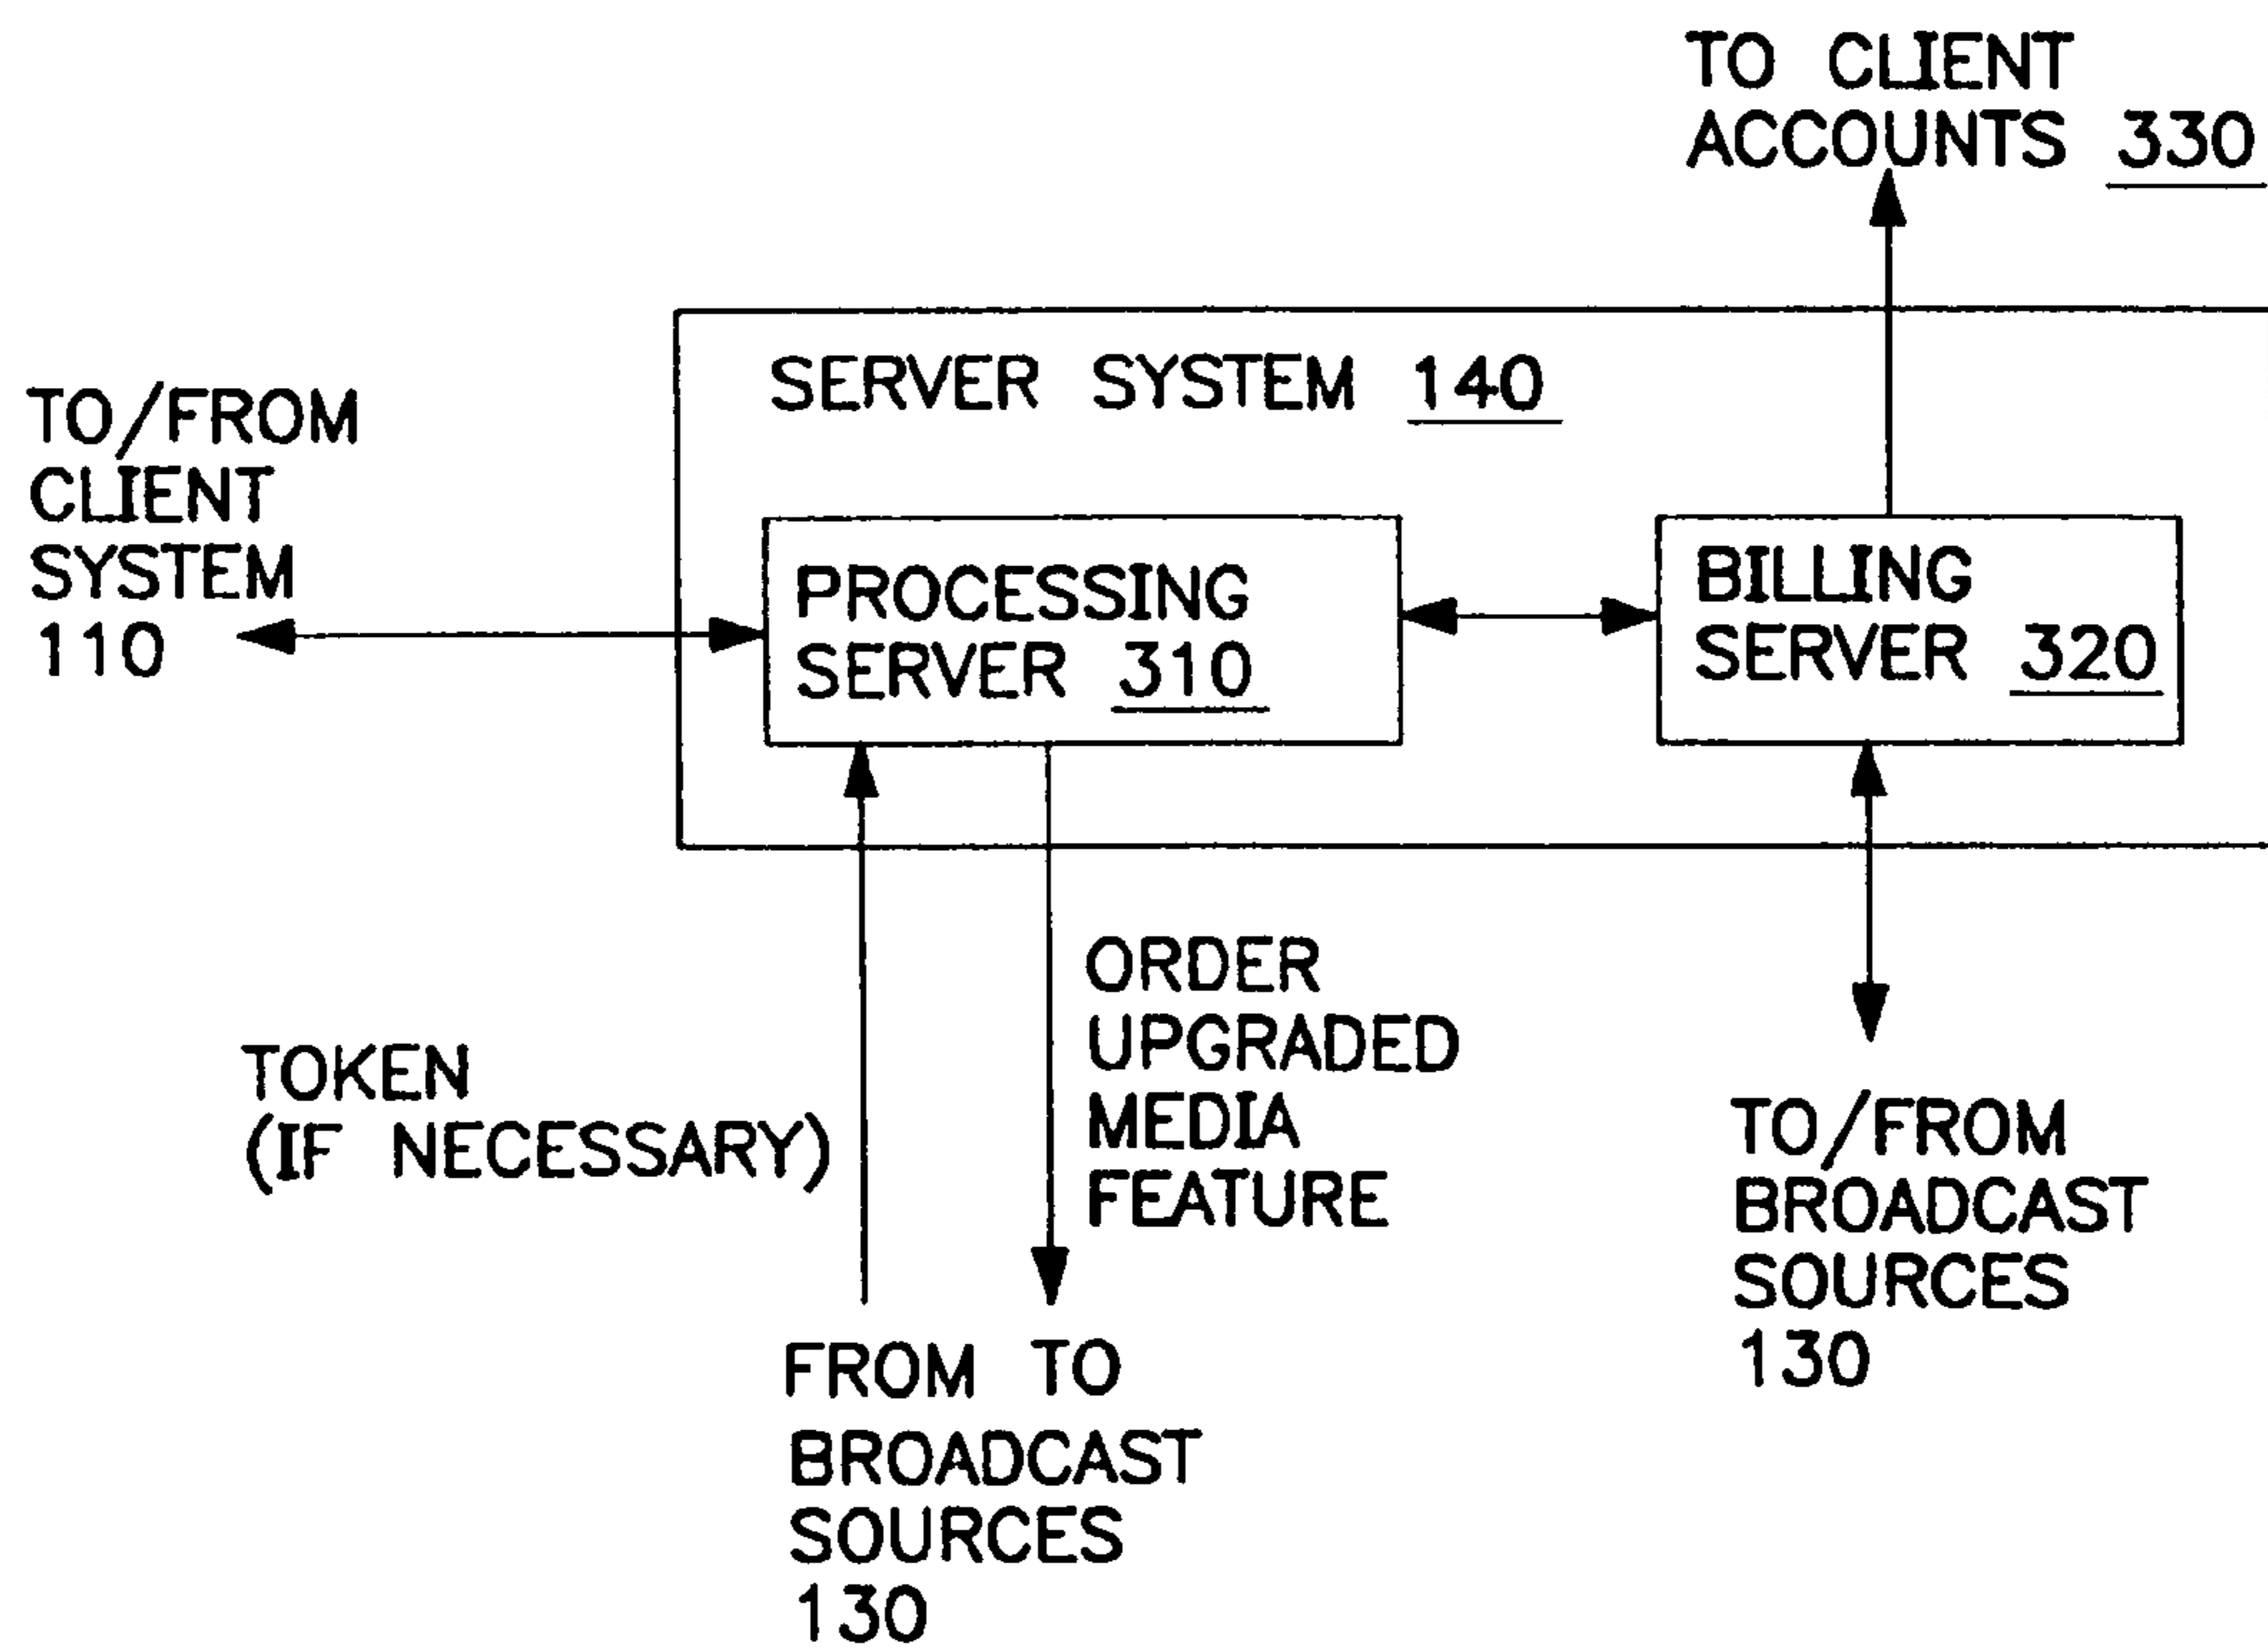 TO CLIENT
ACCOUNTS 330
SERVER SYSTEM 140
TO/FROM
CLIENT
SYSTEM
110
PROCESSING
SERVER 310
BILLING
SERVER 320
TOKEN
(IF NECESSARY)
ORDER
UPGRADED
MEDIA
FEATURE
FROM TO
BROADCAST
SOURCES
130
TO/FROM
BROADCAST
SOURCES
130